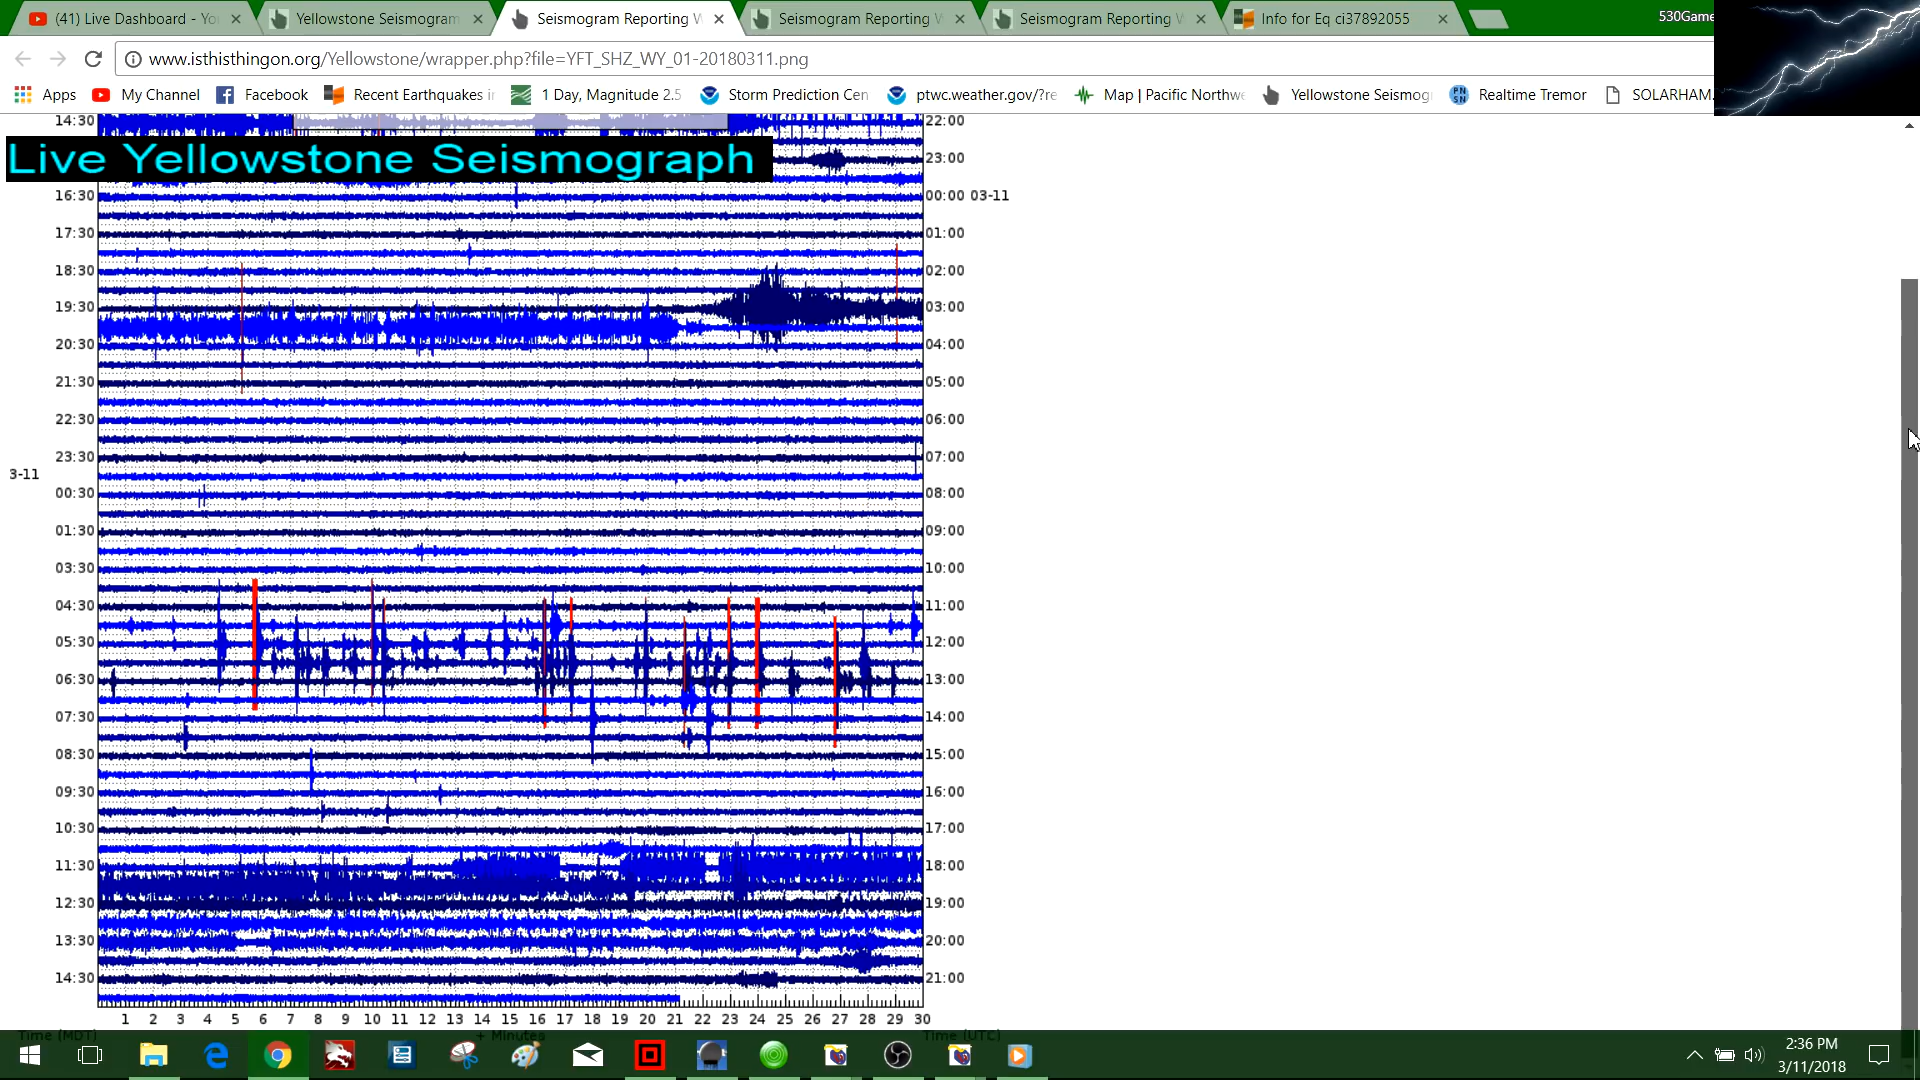 (41) Live Dashboard - Yo
Yellowstone Seismogram
Seismogram Reporting W
Seismogram Reporting W
Seismogram Reporting W
Info for Eq ci37892055
530Game
www.isthisthingon.org/Yellowstone/wrapper.php?file=YFT_SHZ_WY_01-20180311.png
Apps
My Channel
Facebook
Recent Earthquakes in
1 Day, Magnitude 2.5
Storm Prediction Cen
ptwc.weather.gov/?re
Map | Pacific Northwe
Yellowstone Seismog
Realtime Tremor
SOLARHAM.
14:30 22:00
Live Yellowstone Seismograph
23:00
16:30 00:00 03-11
17:30 01:00
18:30 02:00
19:30 03:00
20:30 04:00
21:30 05:00
22:30 06:00
23:30 07:00
3-11
00:30 08:00
01:30 09:00
03:30 10:00
04:30 11:00
05:30 12:00
06:30 13:00
07:30 14:00
08:30 15:00
09:30 16:00
10:30 17:00
11:30 18:00
12:30 19:00
13:30 20:00
14:30 21:00
1 2 3 4 5 6 7 8 9 10 11 12 13 14 15 16 17 18 19 20 21 22 23 24 25 26 27 28 29 30
Time (MDT) + Minutes Time (UTC)
2:36 PM
3/11/2018